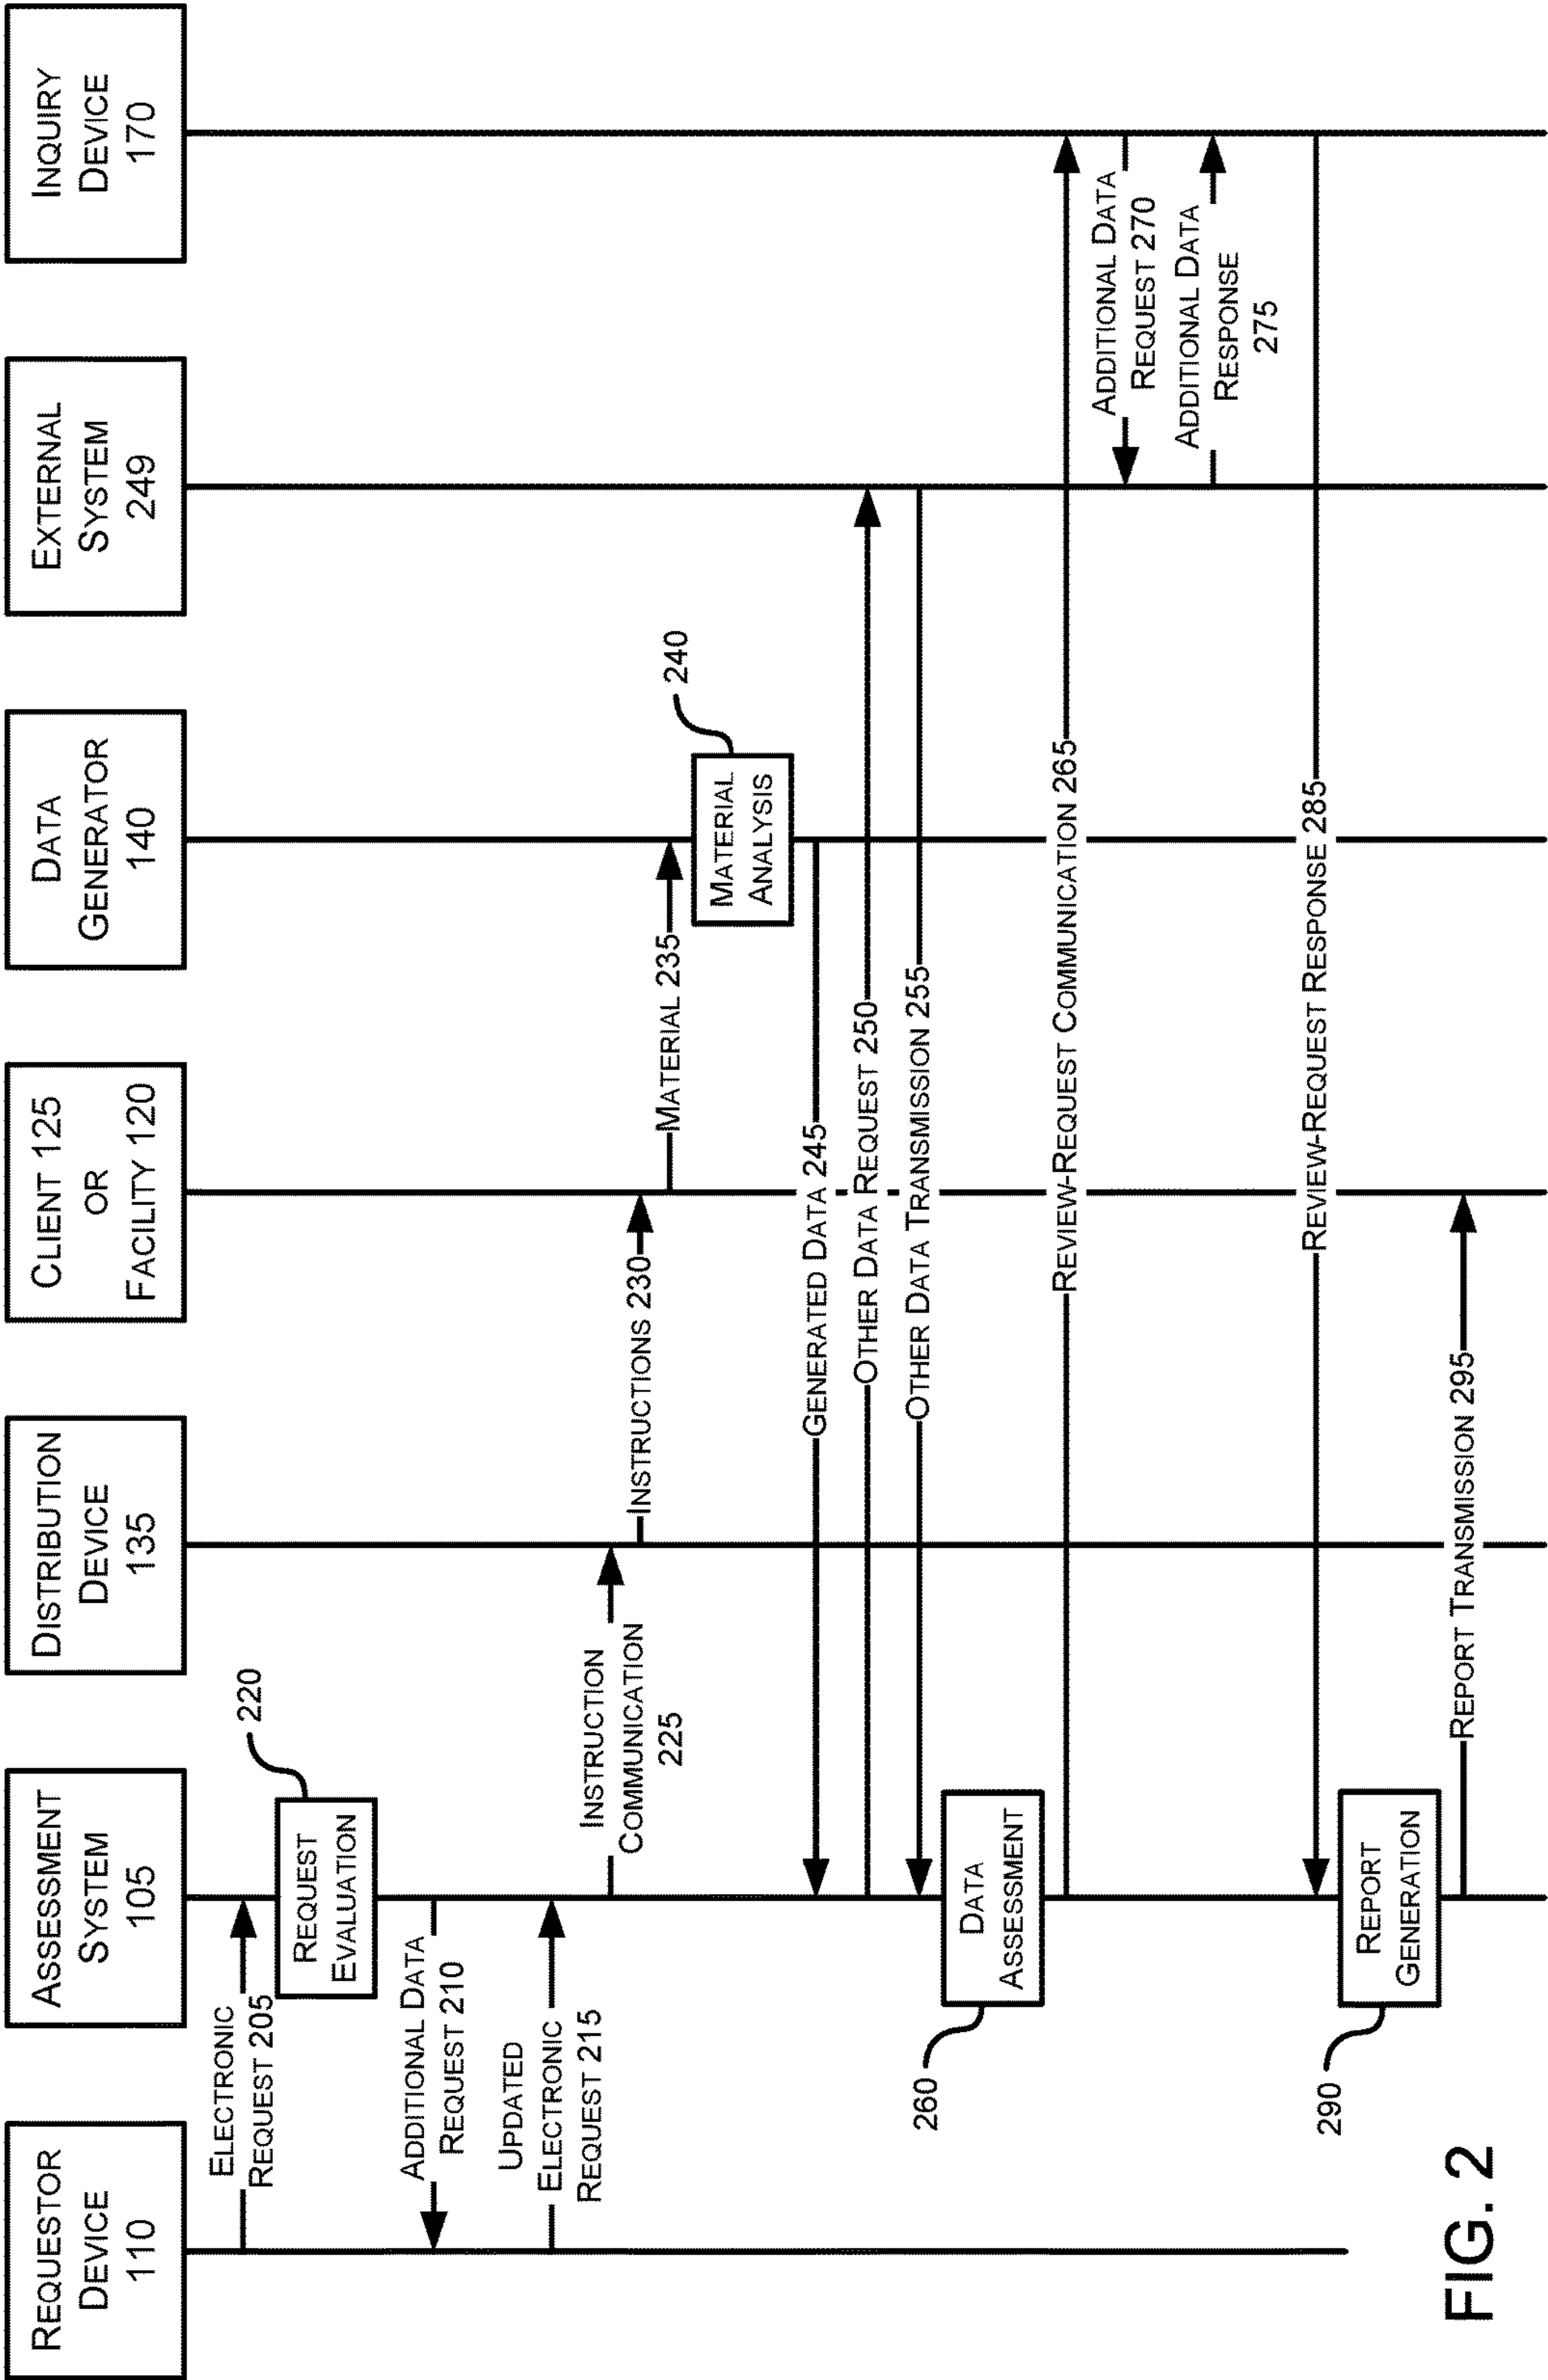 REQUESTOR
DEVICE
110
ASSESSMENT
SYSTEM
105
DISTRIBUTION
DEVICE
135
CLIENT 125
OR
FACILITY 120
DATA
GENERATOR
140
EXTERNAL
SYSTEM
249
INQUIRY
DEVICE
170
ELECTRONIC
REQUEST 205
220
REQUEST
EVALUATION
ADDITIONAL DATA
REQUEST 210
UPDATED
ELECTRONIC
REQUEST 215
INSTRUCTION
COMMUNICATION
225
INSTRUCTIONS 230
MATERIAL 235
240
MATERIAL
ANALYSIS
GENERATED DATA 245
OTHER DATA REQUEST 250
OTHER DATA TRANSMISSION 255
260
DATA
ASSESSMENT
REVIEW-REQUEST COMMUNICATION 265
ADDITIONAL DATA
REQUEST 270
ADDITIONAL DATA
RESPONSE
275
REVIEW-REQUEST RESPONSE 285
290
REPORT
GENERATION
REPORT TRANSMISSION 295
FIG. 2